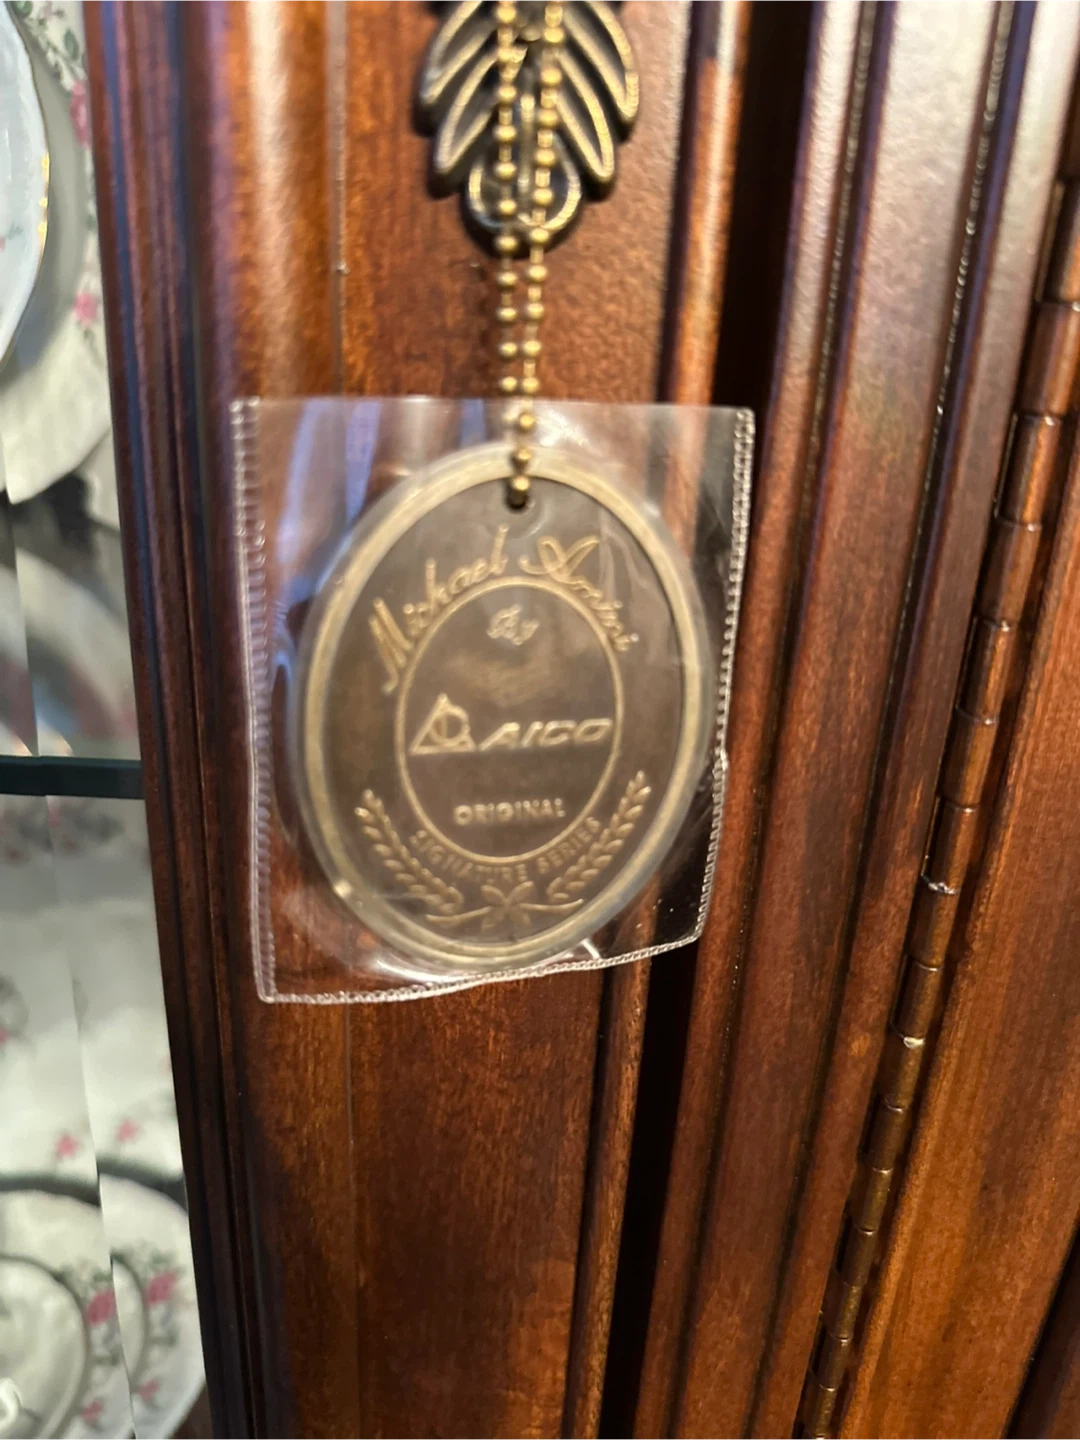 Michael Amini
By
AICO
ORIGINAL
SIGNATURE SERIES